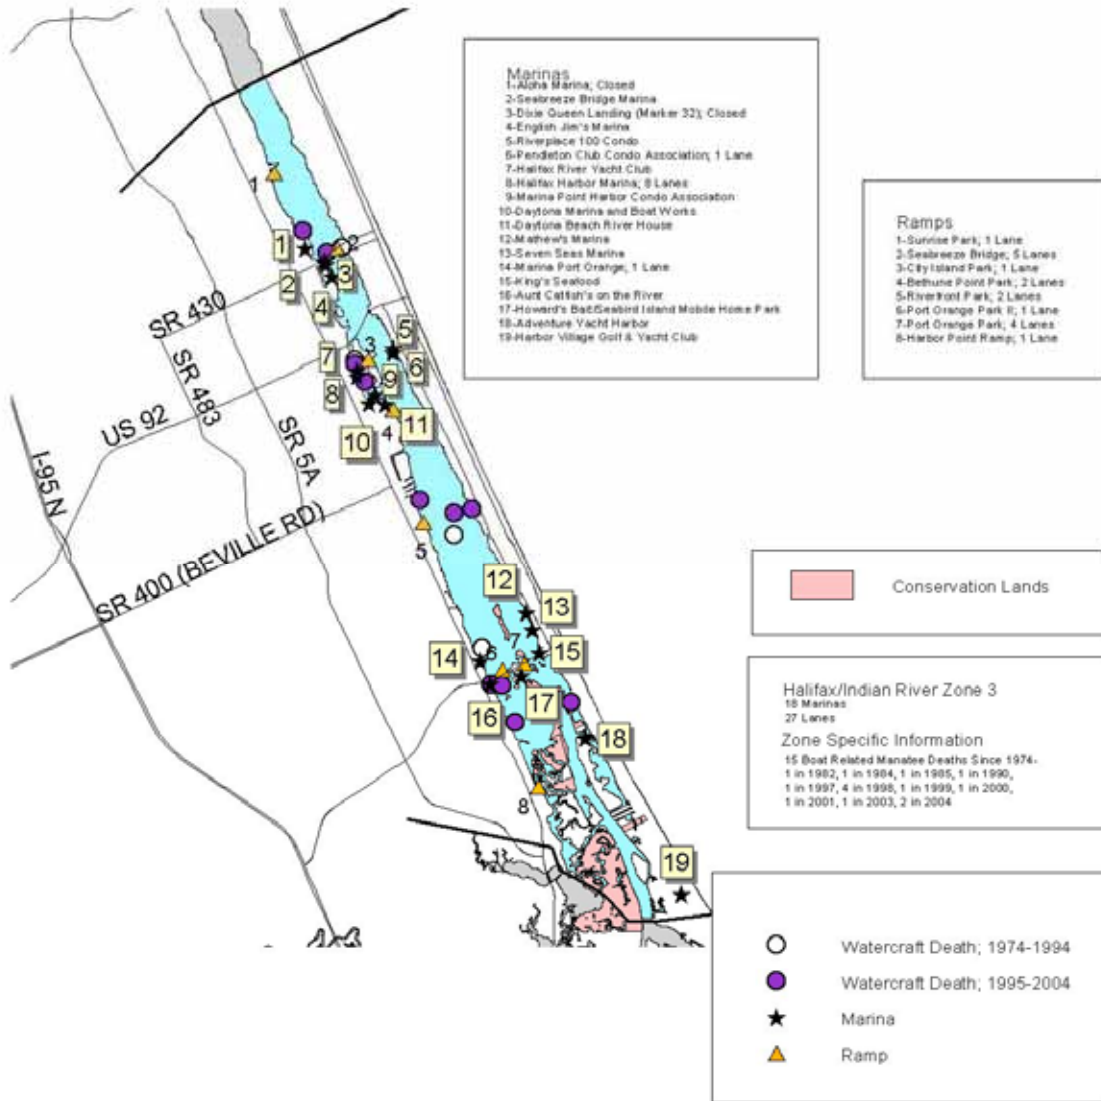 Marinas
1-Aloha Marina; Closed
2-Seabreeze Bridge Marina
3-Dixie Queen Landing (Marker 32); Closed
4-English Jim's Marina
5-Riverplace 100 Condo
6-Pendleton Club Condo Association; 1 Lane
7-Halifax River Yacht Club
8-Halifax Harbor Marina; 8 Lanes
9-Marina Point Harbor Condo Association
10-Daytona Marina and Boat Works
11-Daytona Beach River House
12-Mathew's Marina
13-Seven Seas Marina
14-Marina Port Orange; 1 Lane
15-King's Seafood
16-Aunt Catfish's on the River
17-Howard's Bait/Seabird Island Mobile Home Park
18-Adventure Yacht Harbor
19-Harbor Village Golf & Yacht Club
Ramps
1-Sunrise Park; 1 Lane
2-Seabreeze Bridge; 5 Lanes
3-City Island Park; 1 Lane
4-Bethune Point Park; 2 Lanes
5-Riverfront Park; 2 Lanes
6-Port Orange Park II; 1 Lane
7-Port Orange Park; 4 Lanes
8-Harbor Point Ramp; 1 Lane
1
1
2
2
3
4
SR 430
5
3
7
6
9
8
SR 483
11
4
10
US 92
SR 5A
I-95 N
SR 400 (BEVILLE RD)
5
12
13
7
15
14
6
17
16
18
8
19
Conservation Lands
Halifax/Indian River Zone 3
18 Marinas
27 Lanes
Zone Specific Information
15 Boat Related Manatee Deaths Since 1974-
1 in 1982, 1 in 1984, 1 in 1985, 1 in 1990,
1 in 1997, 4 in 1998, 1 in 1999, 1 in 2000,
1 in 2001, 1 in 2003, 2 in 2004
Watercraft Death; 1974-1994
Watercraft Death; 1995-2004
Marina
Ramp